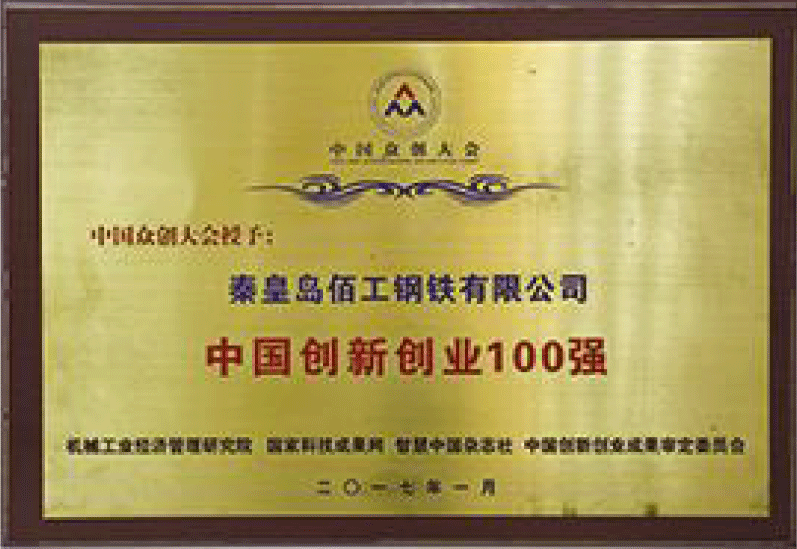 中国众创大会
中国众创大会授予:
秦皇岛佰工钢铁有限公司
中国创新创业100强
机械工业经济管理研究院 国家科技成果网 智慧中国杂志社 中国创新创业成果审定委员会
二〇一七年一月